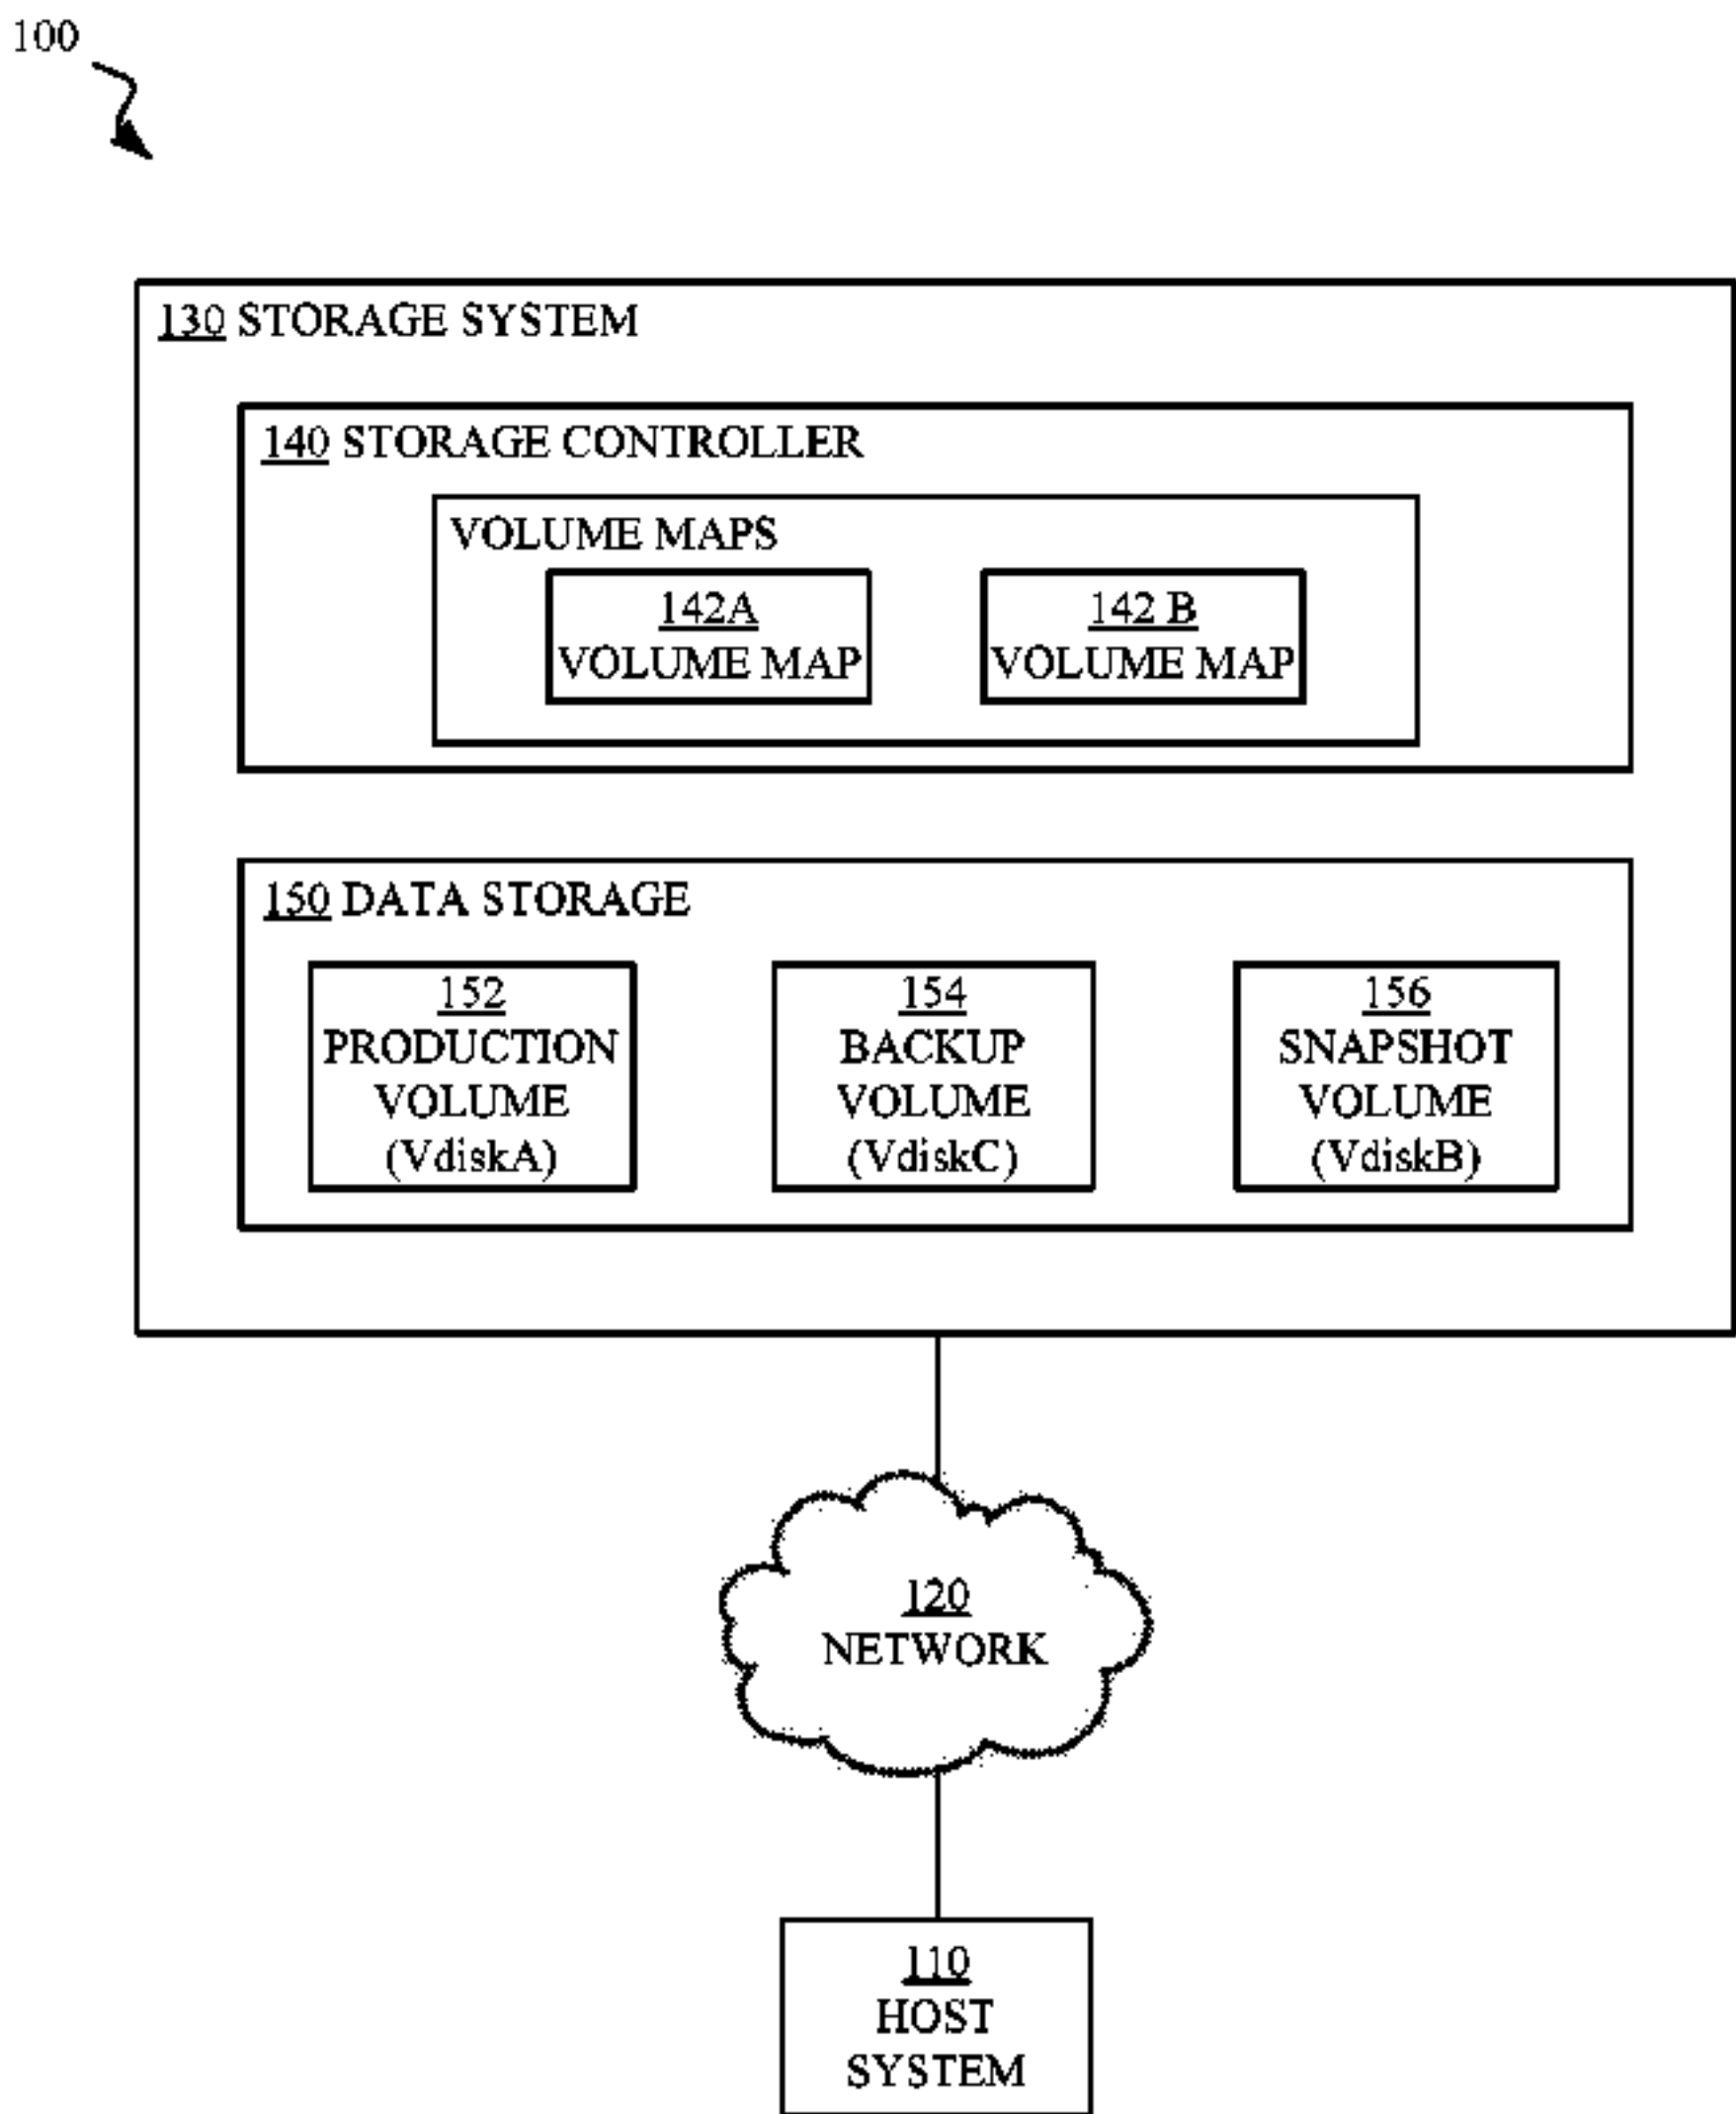 100
130 STORAGE SYSTEM
140 STORAGE CONTROLLER
VOLUME MAPS
142A
VOLUME MAP
142 B
VOLUME MAP
150 DATA STORAGE
152
PRODUCTION
VOLUME
(VdiskA)
154
BACKUP
VOLUME
(VdiskC)
156
SNAPSHOT
VOLUME
(VdiskB)
120
NETWORK
110
HOST
SYSTEM